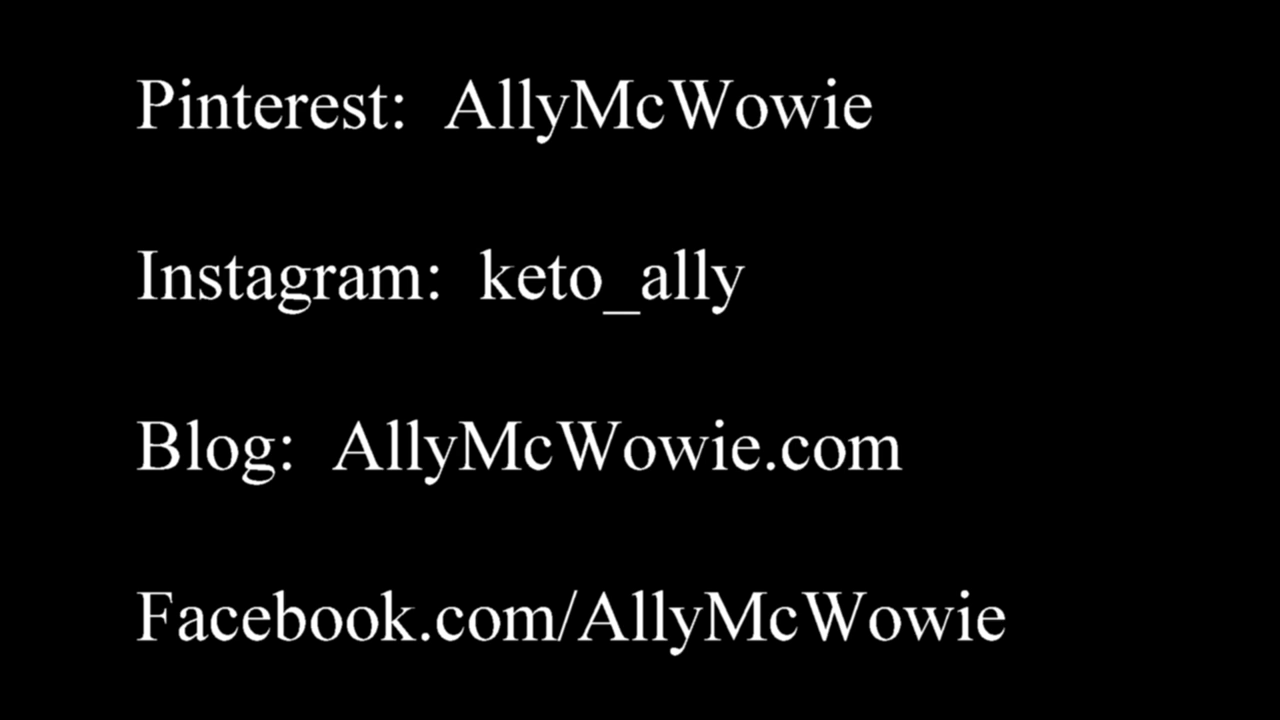 Pinterest:  AllyMcWowie
Instagram:  keto_ally
Blog:  AllyMcWowie.com
Facebook.com/AllyMcWowie